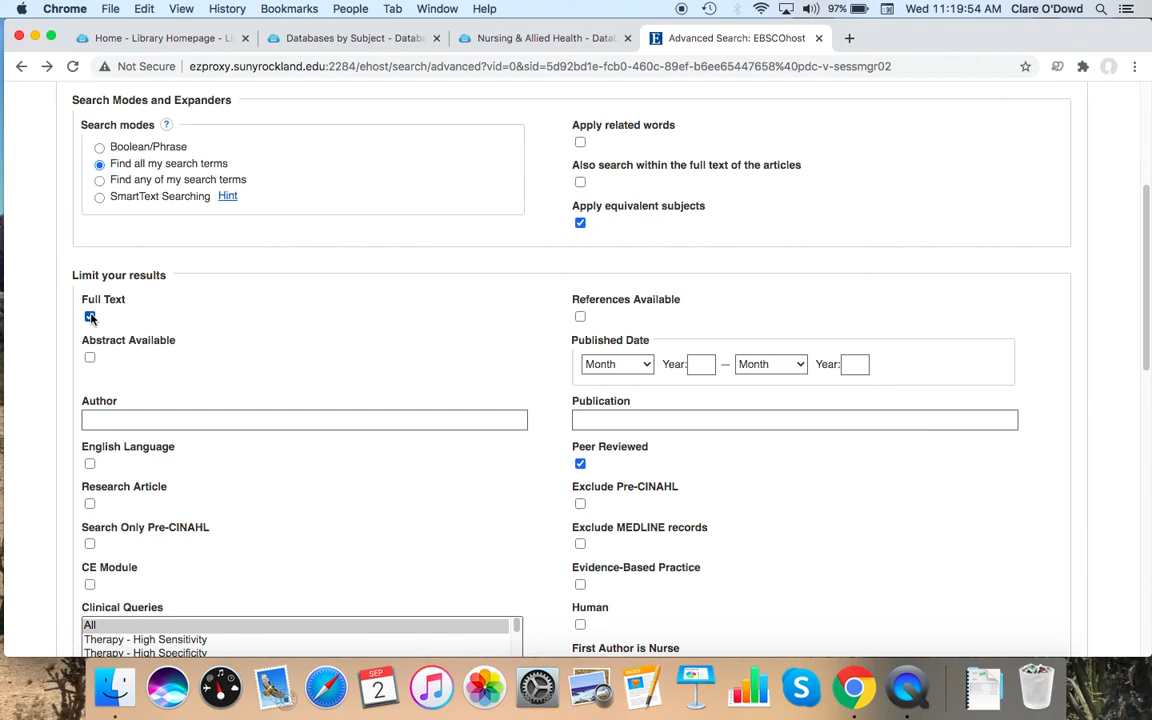 Chrome File Edit View History Bookmarks People Tab Window Help 97% Wed 11:19:54 AM Clare O'Dowd
Home - Library Homepage - Li Databases by Subject - Datab Nursing & Allied Health - Data Advanced Search: EBSCOhost
Not Secure ezproxy.sunyrockland.edu:2284/ehost/search/advanced?vid=0&sid=5d92bd1e-fcb0-460c-89ef-b6ee65447658%40pdc-v-sessmgr02
Search Modes and Expanders
Search modes ?
Boolean/Phrase
Find all my search terms
Find any of my search terms
SmartText Searching Hint
Apply related words
Also search within the full text of the articles
Apply equivalent subjects
Limit your results
Full Text
References Available
Abstract Available
Published Date
Month Year: – Month Year:
Author
Publication
English Language
Peer Reviewed
Research Article
Exclude Pre-CINAHL
Search Only Pre-CINAHL
Exclude MEDLINE records
CE Module
Evidence-Based Practice
Clinical Queries
All
Therapy - High Sensitivity
Therapy - High Specificity
Human
First Author is Nurse
SEP
2